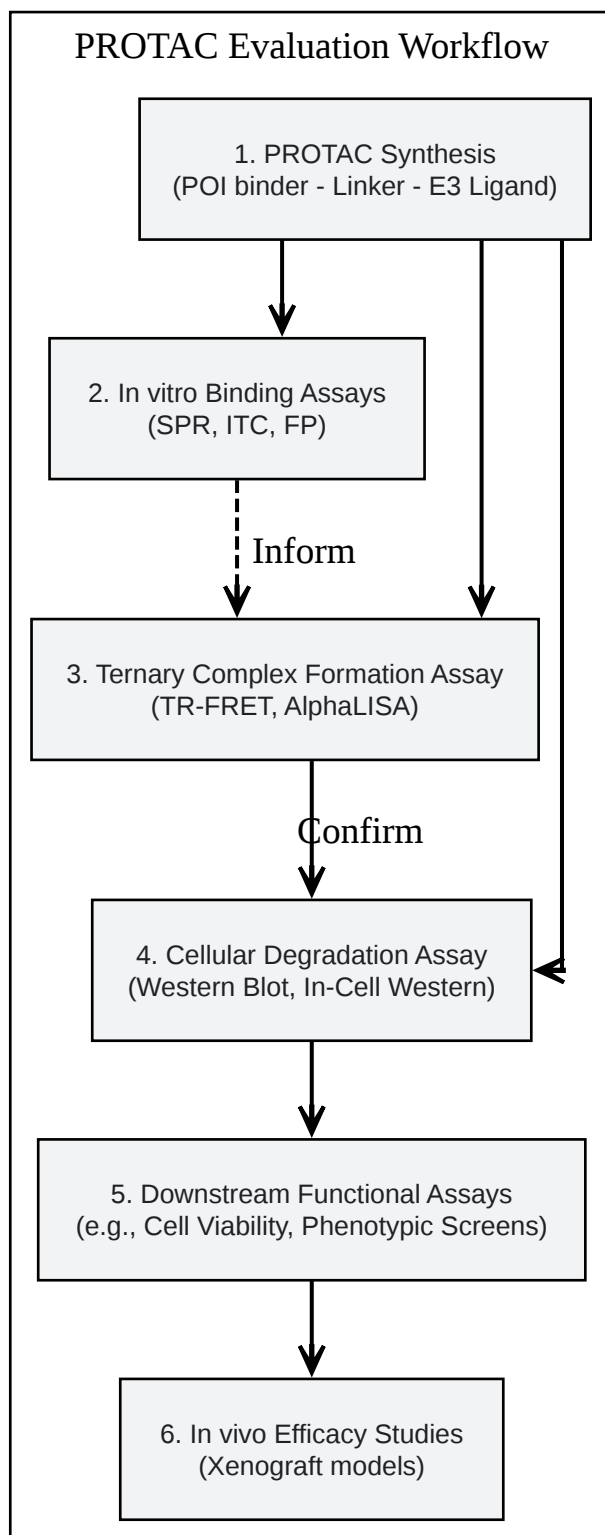 PROTAC Evaluation Workflow
1. PROTAC Synthesis
(POI binder - Linker - E3 Ligand)
2. In vitro Binding Assays
(SPR, ITC, FP)
Inform
3. Ternary Complex Formation Assay
(TR-FRET, AlphaLISA)
Confirm
4. Cellular Degradation Assay
(Western Blot, In-Cell Western)
5. Downstream Functional Assays
(e.g., Cell Viability, Phenotypic Screens)
6. In vivo Efficacy Studies
(Xenograft models)